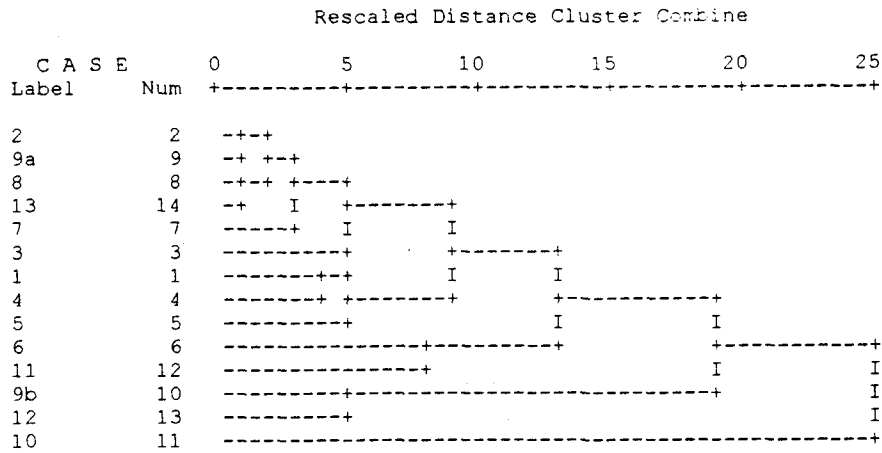 Rescaled Distance Cluster Combine
C A S E 0 5 10 15 20 25
Label Num +---------+---------+---------+---------+---------+
2 2 -+-+
9a 9 -+ +-+
8 8 -+-+ +---+
13 14 -+ I +-------+
7 7 -----+ I I
3 3 ---------+ +-------+
1 1 -------+-+ I I
4 4 -------+ +-------+ +-----------+
5 5 ---------+ I I
6 6 ---------------+---------+ +-----------+
11 12 ---------------+ I I
9b 10 ---------+---------------------------+ I
12 13 ---------+ I
10 11 -------------------------------------------------+